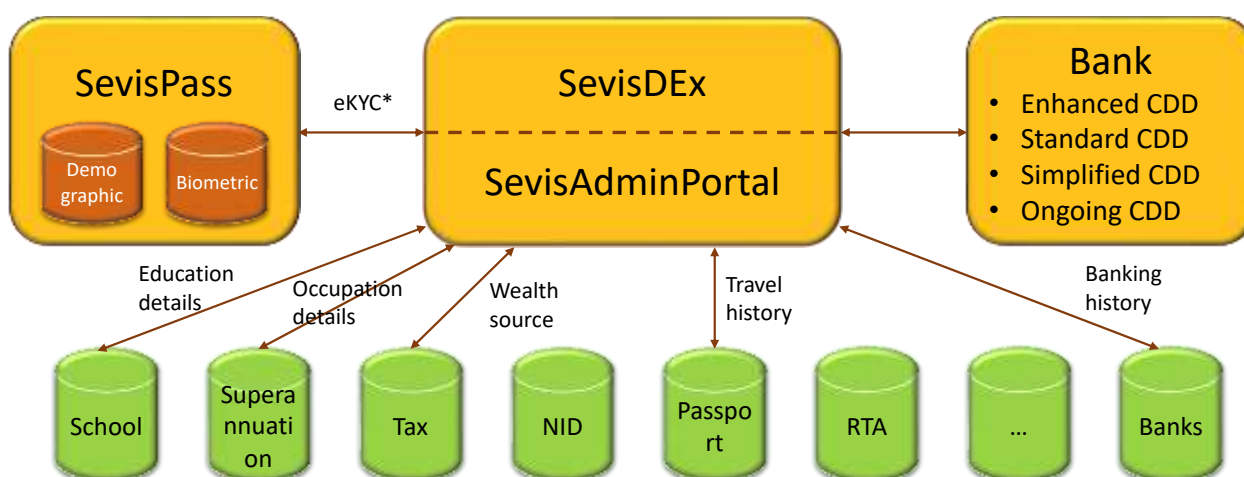 SevisPass
Demo
graphic
Biometric
eKYC*
SevisDEx
SevisAdminPortal
Bank
• Enhanced CDD
• Standard CDD
• Simplified CDD
• Ongoing CDD
Education
details
Occupation
details
Wealth
source
Travel
history
Banking
history
School
Supera
nnuati
on
Tax
NID
Passpo
rt
RTA
...
Banks